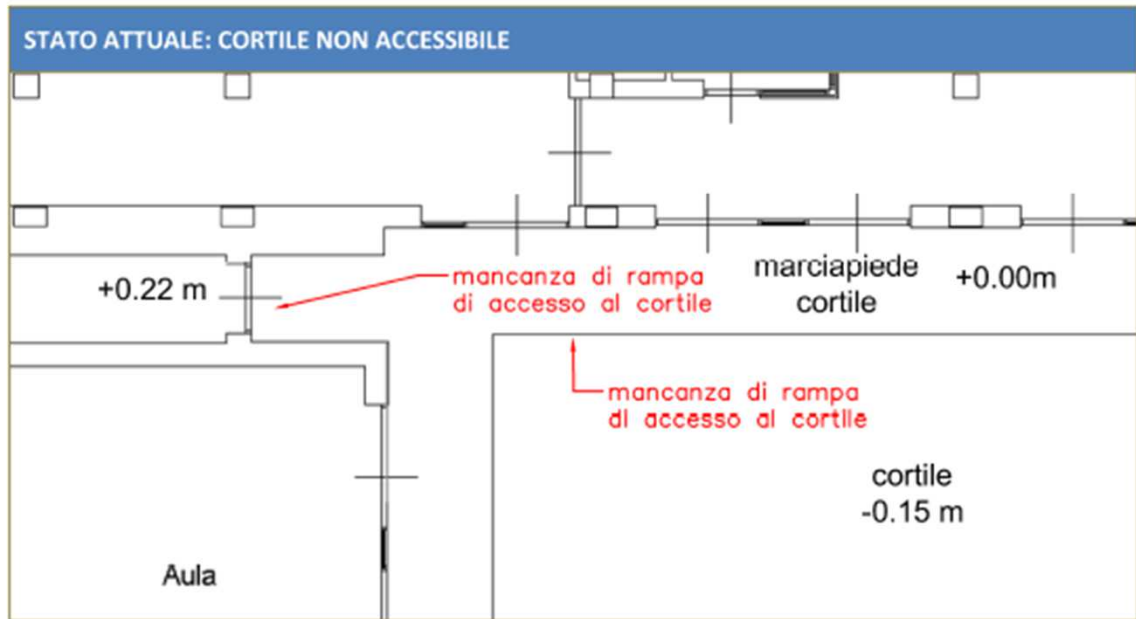 STATO ATTUALE: CORTILE NON ACCESSIBILE
+0.22 m
mancanza di rampa
di accesso al cortile
marciapiede
cortile
+0.00m
mancanza di rampa
di accesso al cortile
cortile
-0.15 m
Aula